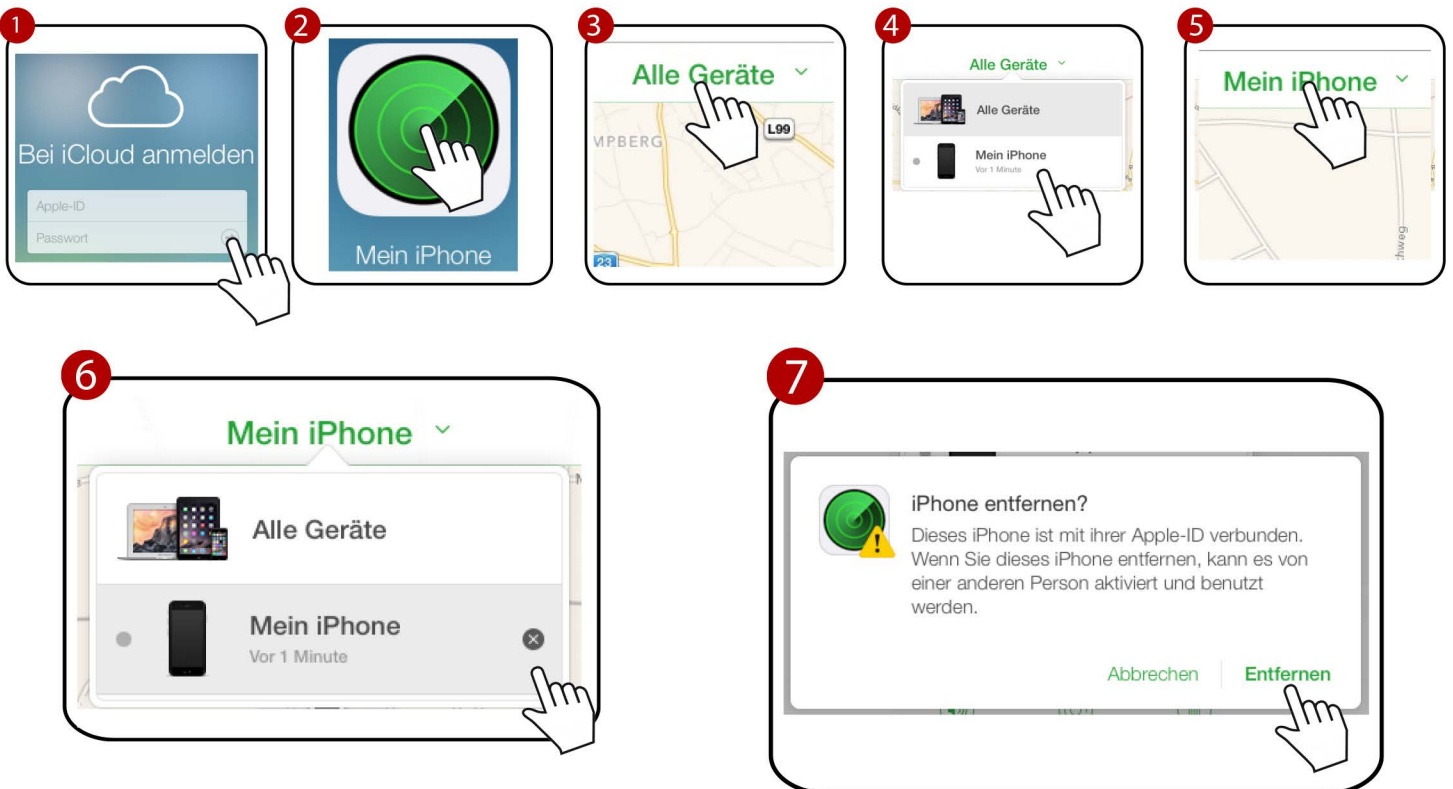 1
Bei iCloud anmelden
Apple-ID
Passwort
2
Mein iPhone
3
Alle Geräte
MPBERG
L99
23
4
Alle Geräte
Alle Geräte
Mein iPhone
Vor 1 Minute
5
Mein iPhone
chweg
6
Mein iPhone
Alle Geräte
Mein iPhone
Vor 1 Minute
7
iPhone entfernen?
Dieses iPhone ist mit ihrer Apple-ID verbunden.
Wenn Sie dieses iPhone entfernen, kann es von
einer anderen Person aktiviert und benutzt
werden.
Abbrechen
Entfernen